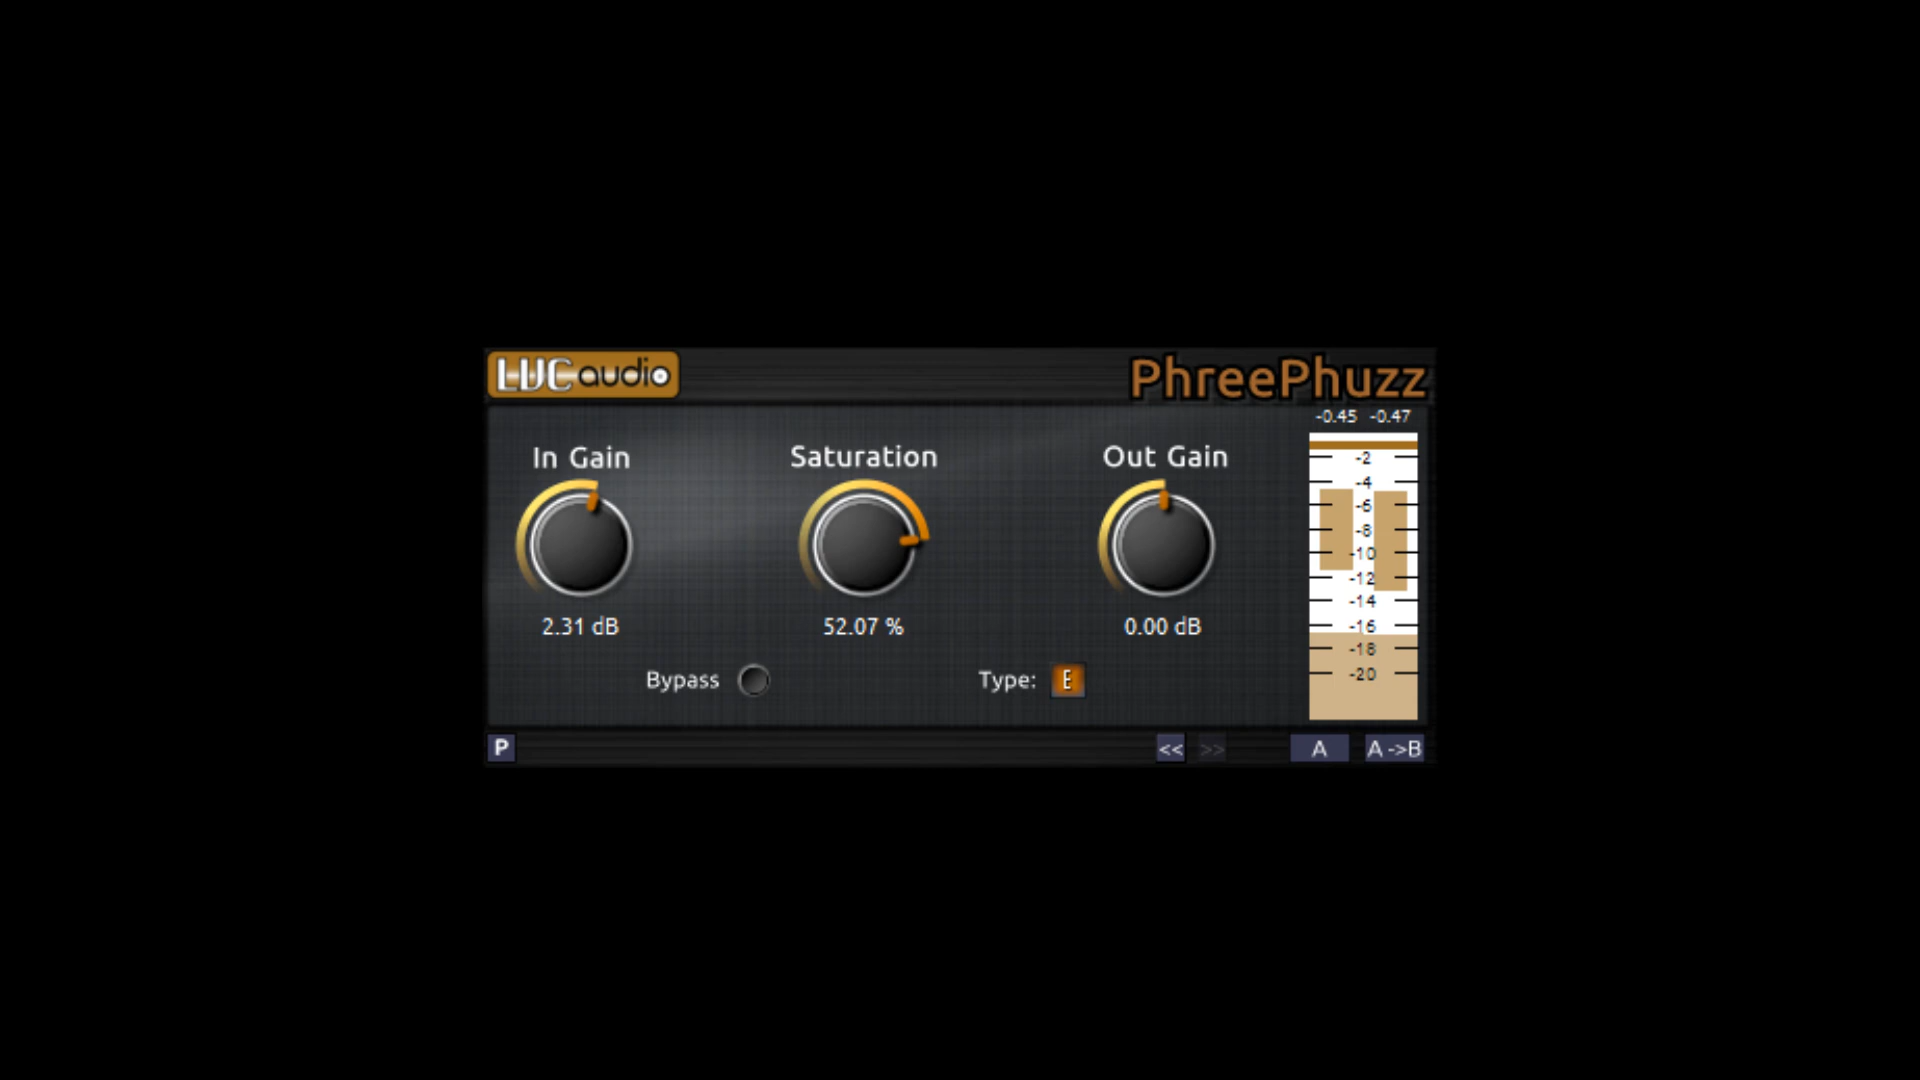 LVC audio
PhreePhuzz
-0.45 -0.47
In Gain
Saturation
Out Gain
2.31 dB
52.07 %
0.00 dB
-2
-4
-6
-8
-10
-12
-14
-16
-18
-20
Bypass
Type: E
P
<< >>
A
A ->B